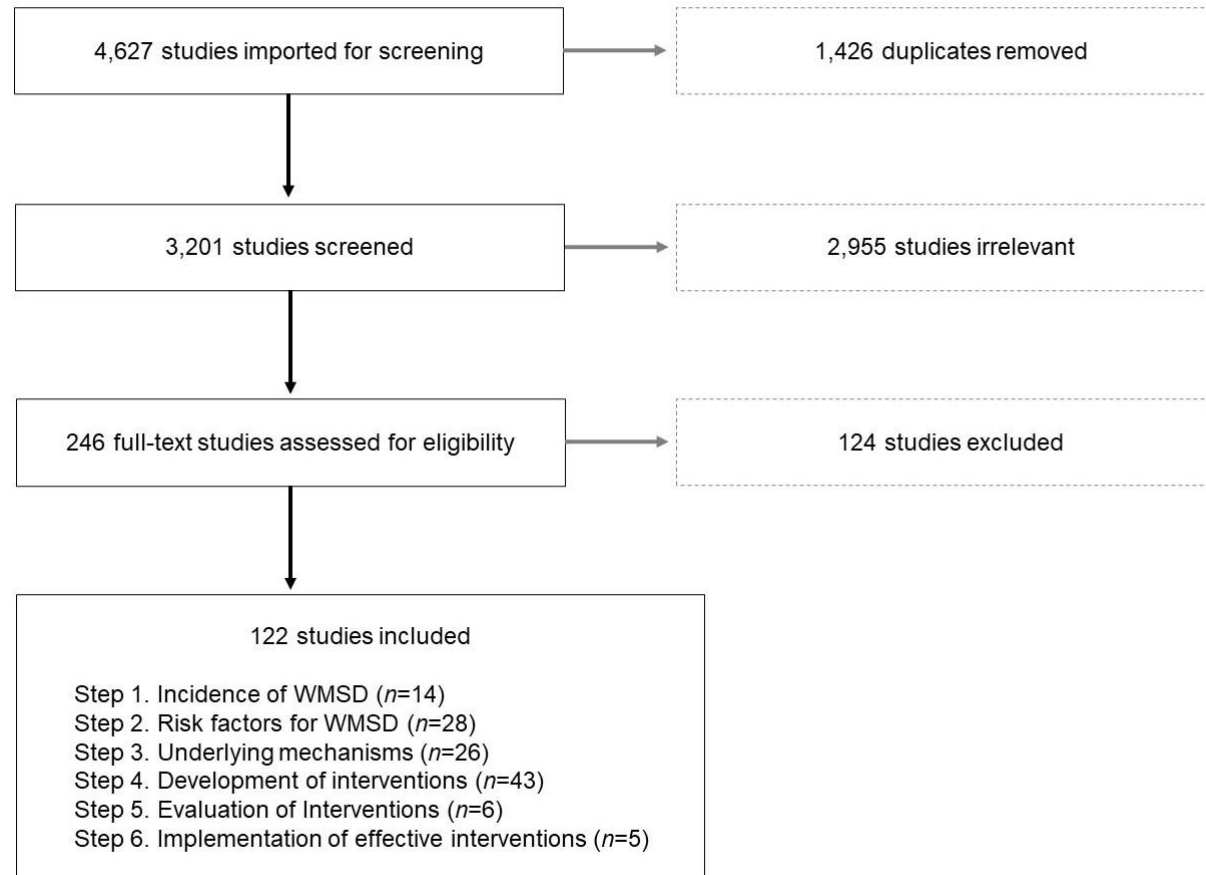 4,627 studies imported for screening
1,426 duplicates removed
3,201 studies screened
2,955 studies irrelevant
246 full-text studies assessed for eligibility
124 studies excluded
122 studies included
Step 1. Incidence of WMSD (n=14)
Step 2. Risk factors for WMSD (n=28)
Step 3. Underlying mechanisms (n=26)
Step 4. Development of interventions (n=43)
Step 5. Evaluation of Interventions (n=6)
Step 6. Implementation of effective interventions (n=5)